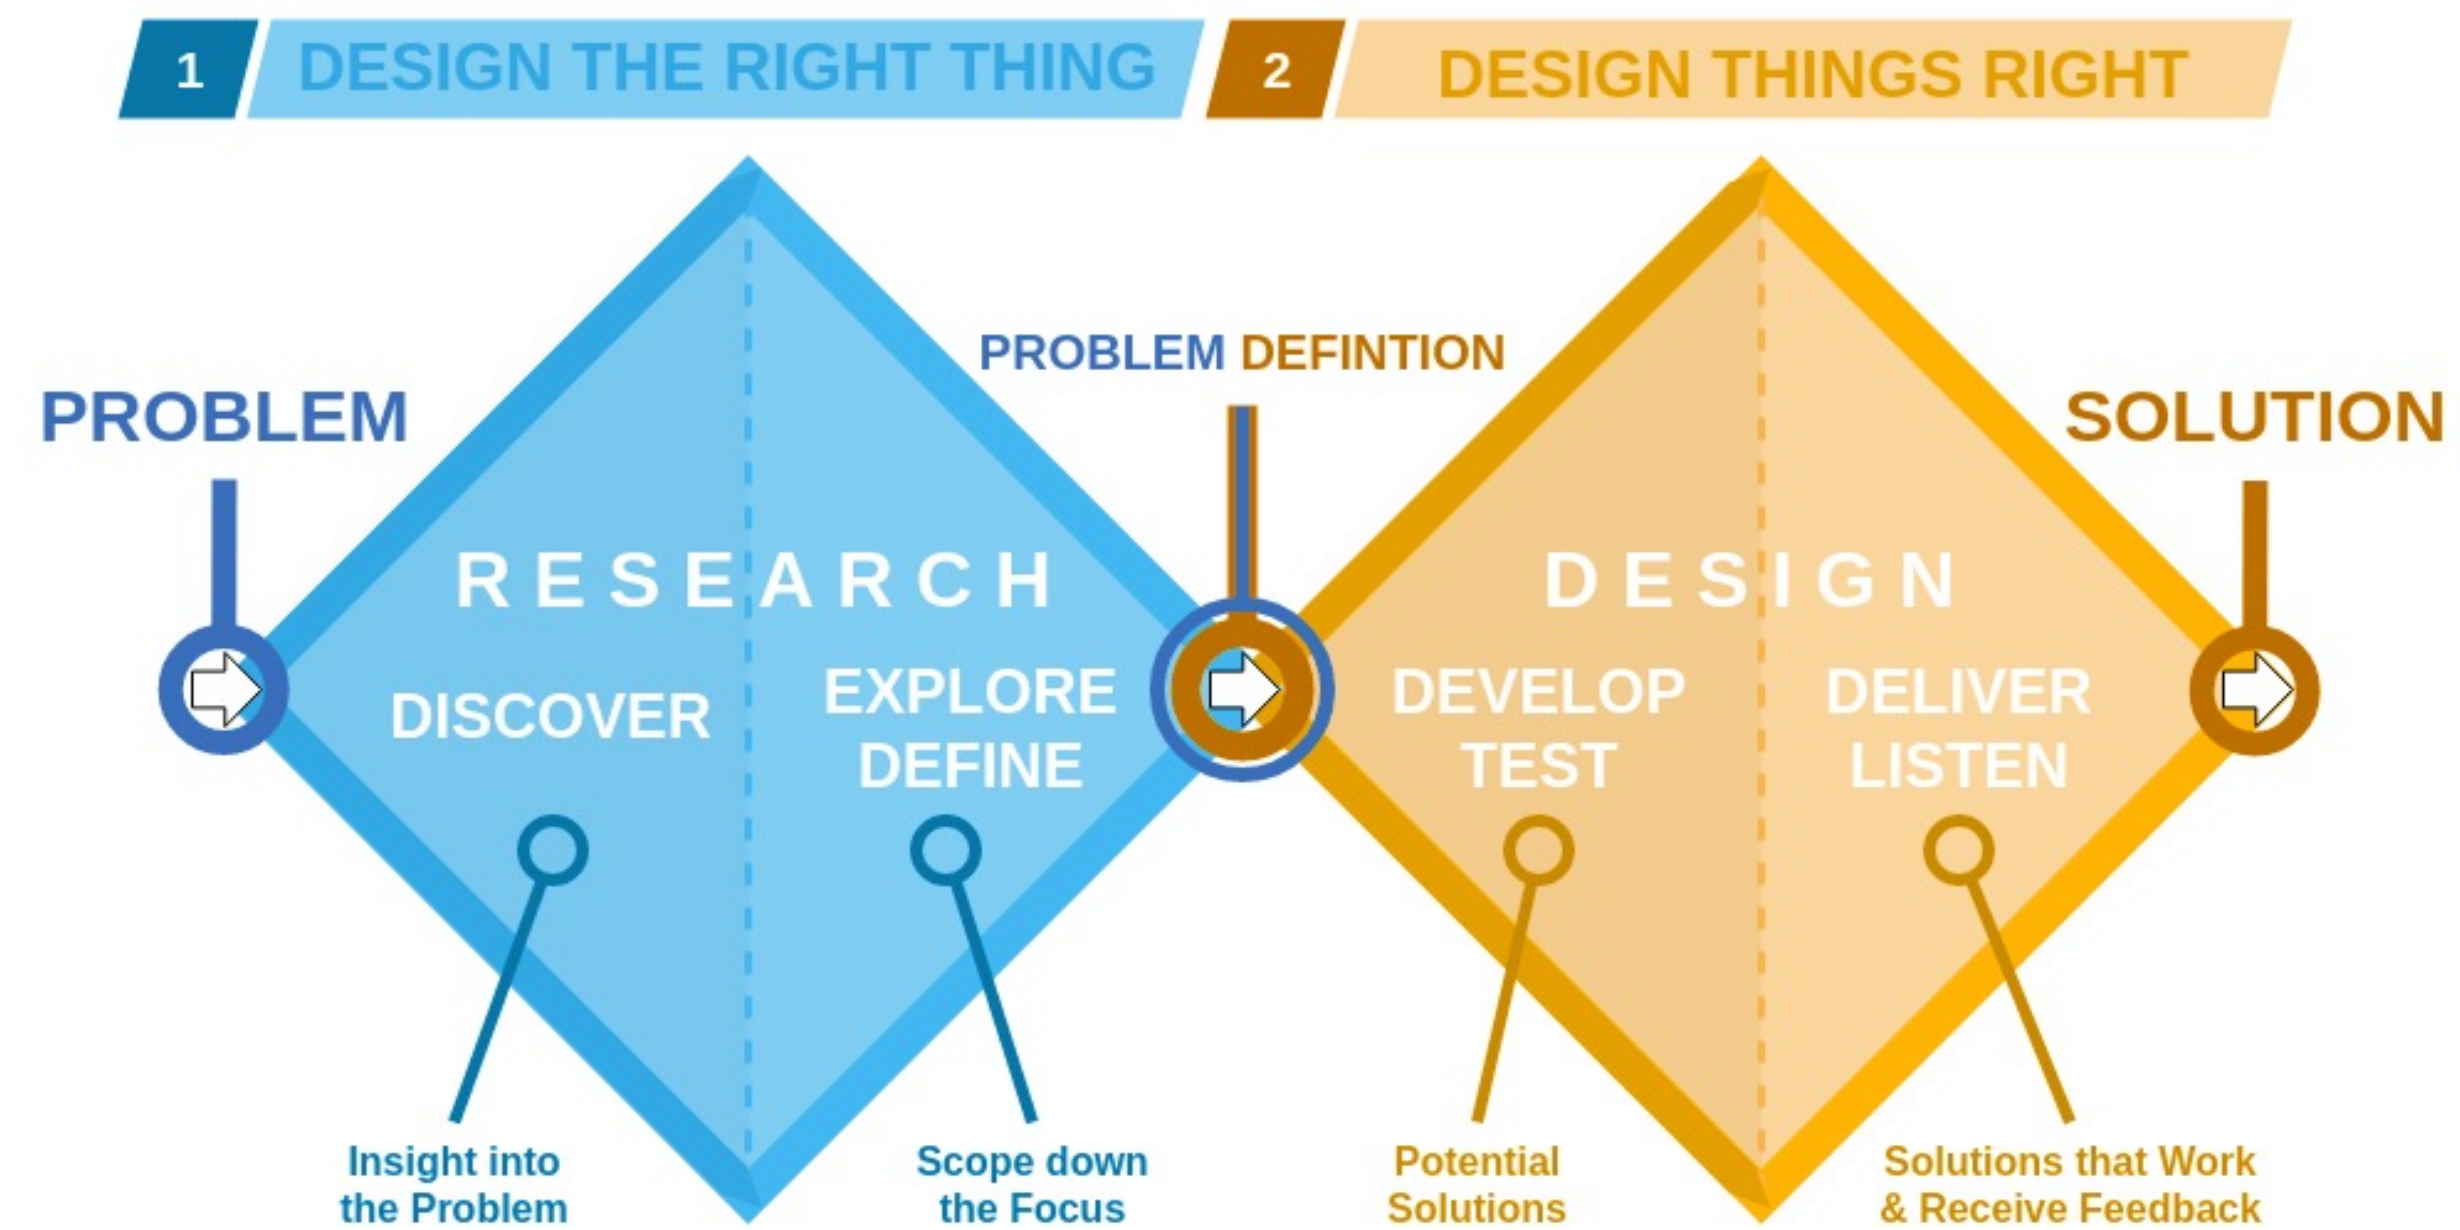 1 DESIGN THE RIGHT THING 2 DESIGN THINGS RIGHT
PROBLEM DEFINTION
PROBLEM
SOLUTION
RESEARCH
DISCOVER
EXPLORE
DEFINE
DESIGN
DEVELOP
TEST
DELIVER
LISTEN
Insight into
the Problem
Scope down
the Focus
Potential
Solutions
Solutions that Work
& Receive Feedback